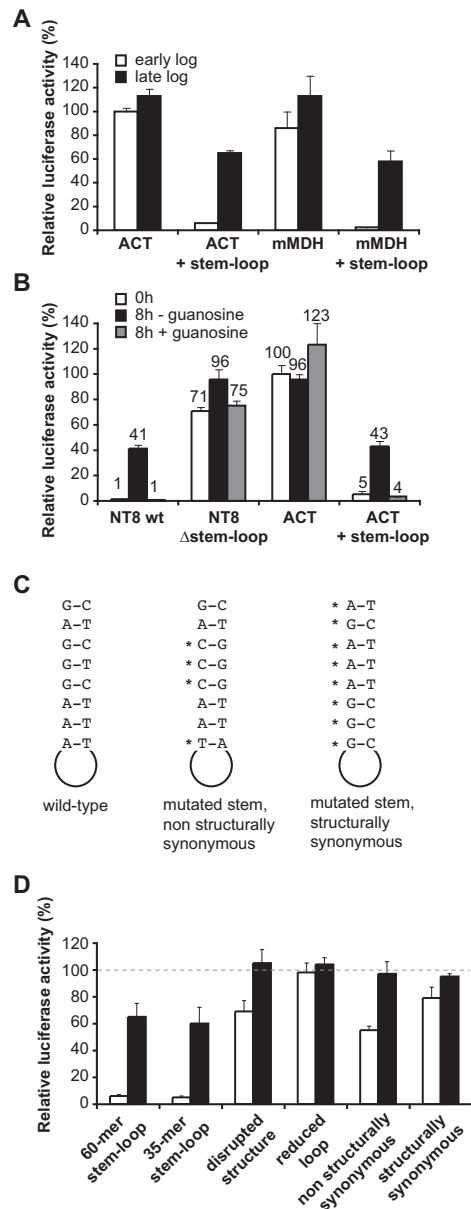 A
Relative luciferase activity (%)
early log
late log
140
120
100
80
60
40
20
0
ACT
ACT
+ stem-loop
mMDH
mMDH
+ stem-loop
B
Relative luciferase activity (%)
0h
8h - guanosine
8h + guanosine
140
120
100
80
60
40
20
0
1
41
1
71
96
75
100
96
123
5
43
4
NT8 wt
NT8
Δstem-loop
ACT
ACT
+ stem-loop
C
G–C
A–T
G–C
G–T
G–C
A–T
A–T
A–T
wild-type
G–C
A–T
* C–G
* C–G
* C–G
A–T
A–T
* T–A
mutated stem,
non structurally
synonymous
* A–T
* G–C
* A–T
* A–T
* A–T
* G–C
* G–C
* G–C
mutated stem,
structurally
synonymous
D
Relative luciferase activity (%)
120
100
80
60
40
20
0
60-mer
stem-loop
35-mer
stem-loop
disrupted
structure
reduced
loop
non structurally
synonymous
structurally
synonymous